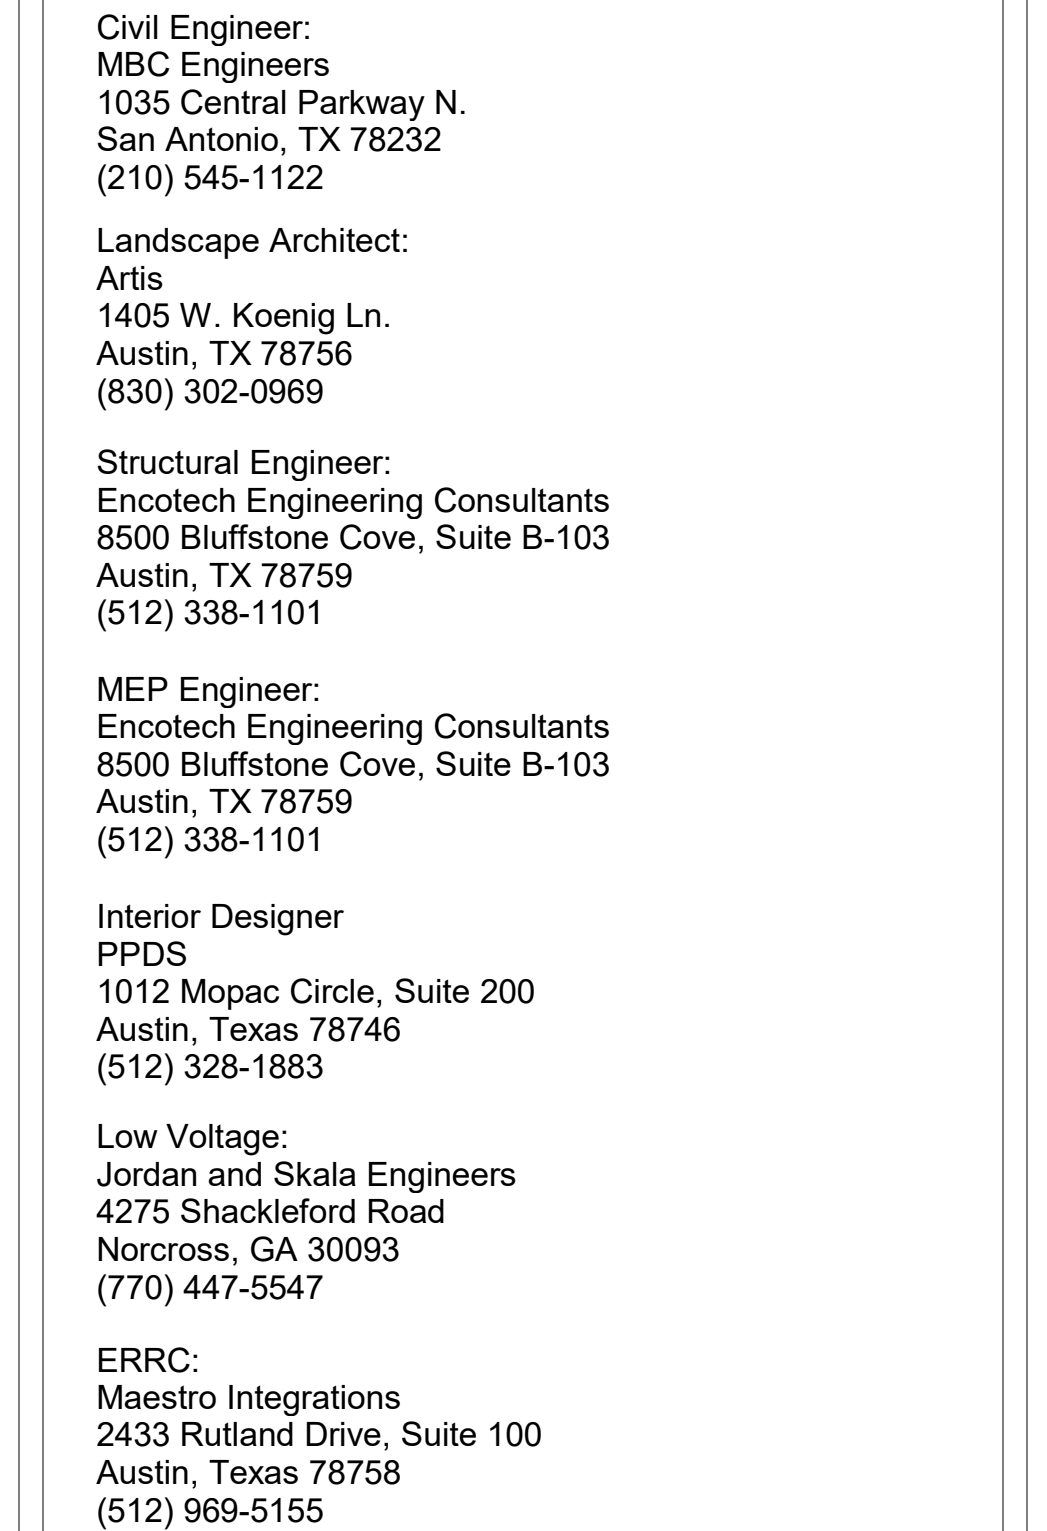 Civil Engineer:
MBC Engineers
1035 Central Parkway N.
San Antonio, TX 78232
(210) 545-1122
Landscape Architect:
Artis
1405 W. Koenig Ln.
Austin, TX 78756
(830) 302-0969
Structural Engineer:
Encotech Engineering Consultants
8500 Bluffstone Cove, Suite B-103
Austin, TX 78759
(512) 338-1101
MEP Engineer:
Encotech Engineering Consultants
8500 Bluffstone Cove, Suite B-103
Austin, TX 78759
(512) 338-1101
Interior Designer
PPDS
1012 Mopac Circle, Suite 200
Austin, Texas 78746
(512) 328-1883
Low Voltage:
Jordan and Skala Engineers
4275 Shackleford Road
Norcross, GA 30093
(770) 447-5547
ERRC:
Maestro Integrations
2433 Rutland Drive, Suite 100
Austin, Texas 78758
(512) 969-5155